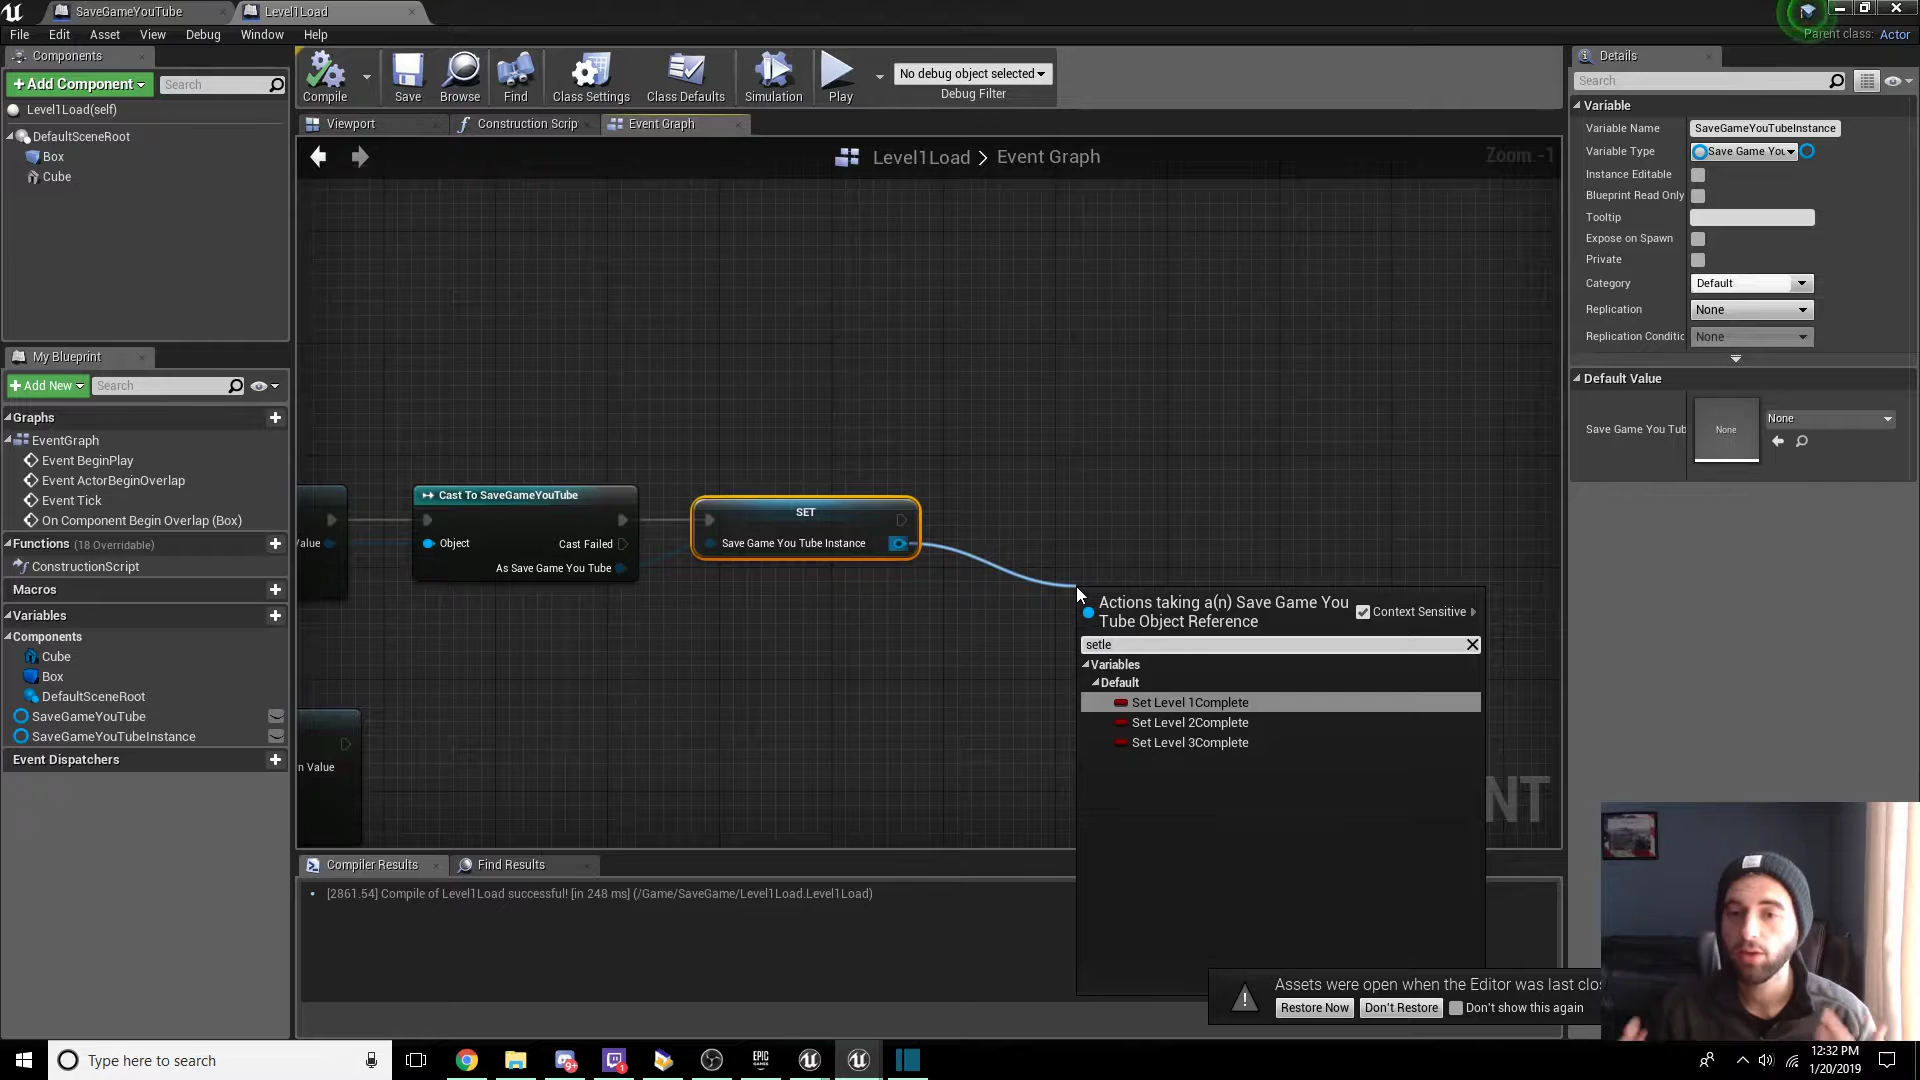 SaveGameYouTube
Level1Load
File Edit Asset View Debug Window Help
Parent class: Actor
Components
+Add Component
Search
Level1Load(self)
DefaultSceneRoot
Box
Cube
Compile
Save
Browse
Find
Class Settings
Class Defaults
Simulation
Play
No debug object selected
Debug Filter
Viewport
Construction Scrip
Event Graph
Level1Load > Event Graph
Zoom -1
My Blueprint
+Add New
Search
Graphs
EventGraph
Event BeginPlay
Event ActorBeginOverlap
Event Tick
On Component Begin Overlap (Box)
Functions (18 Overridable)
ConstructionScript
Macros
Variables
Components
Cube
Box
DefaultSceneRoot
SaveGameYouTube
SaveGameYouTubeInstance
Event Dispatchers
alue
Cast To SaveGameYouTube
Object
Cast Failed
As Save Game You Tube
SET
Save Game You Tube Instance
n Value
Actions taking a(n) Save Game You
Tube Object Reference
Context Sensitive
setle
Variables
Default
Set Level 1Complete
Set Level 2Complete
Set Level 3Complete
NT
Compiler Results
Find Results
[2861.54] Compile of Level1Load successful! [in 248 ms] (/Game/SaveGame/Level1Load.Level1Load)
Details
Search
Variable
Variable Name
SaveGameYouTubeInstance
Variable Type
Save Game You
Instance Editable
Blueprint Read Only
Tooltip
Expose on Spawn
Private
Category
Default
Replication
None
Replication Conditic
None
Default Value
Save Game You Tub
None
None
Assets were open when the Editor was last clos
Restore Now
Don't Restore
Don't show this again
Type here to search
9+
1
EPIC
GAMES
12:32 PM
1/20/2019